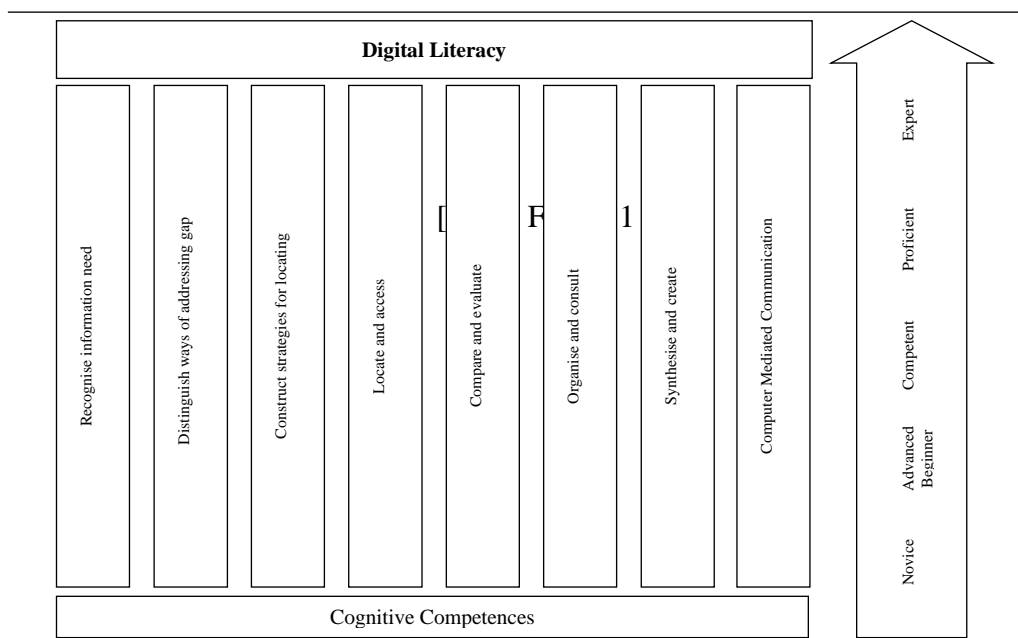 Digital Literacy
Recognise information need
Distinguish ways of addressing gap
Construct strategies for locating
Locate and access
Compare and evaluate
Organise and consult
Synthesise and create
Computer Mediated Communication
Cognitive Competences
Expert
Proficient
Competent
Advanced
Beginner
Novice